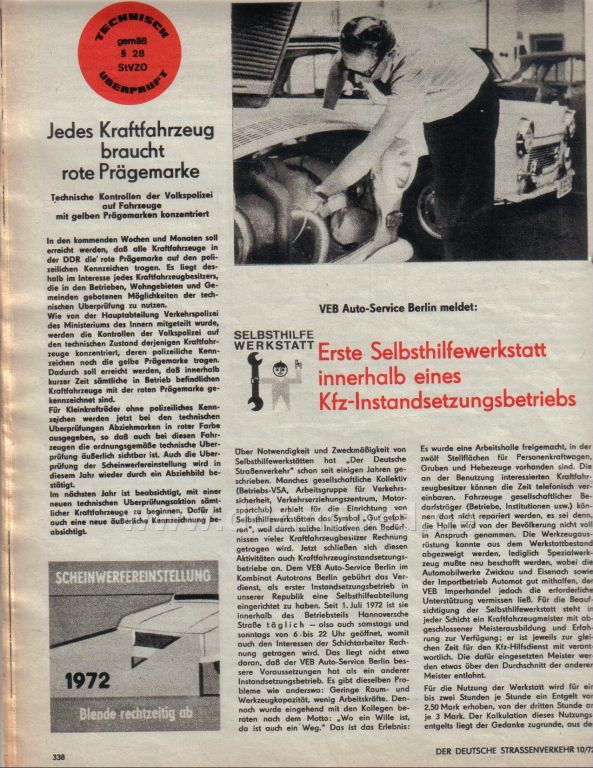 TECHNISCH
gemäß
§ 28
StVZO
ÜBERPRÜFT
Jedes Kraftfahrzeug
braucht
rote Prägemarke
Technische Kontrollen der Volkspolizei
auf Fahrzeuge
mit gelben Prägemarken konzentriert
In den kommenden Wochen und Monaten soll
erreicht werden, daß alle Kraftfahrzeuge in
der DDR die rote Prägemarke auf den poli-
zeilichen Kennzeichen tragen. Es liegt des-
halb im Interesse jedes Kraftfahrzeugbesitzers,
die in den Betrieben, Wohngebieten und Ge-
meinden gebotenen Möglichkeiten der tech-
nischen Überprüfung zu nutzen.
Wie von der Hauptabteilung Verkehrspolizei
des Ministeriums des Innern mitgeteilt wurde,
werden die Kontrollen der Volkspolizei auf
den technischen Zustand derjenigen Kraftfahr-
zeuge konzentriert, deren polizeiliche Kenn-
zeichen noch die gelbe Prägemarke tragen.
Dadurch soll erreicht werden, daß innerhalb
kurzer Zeit sämtliche in Betrieb befindlichen
Kraftfahrzeuge mit der roten Prägemarke ge-
kennzeichnet sind.
Für Kleinkrafträder ohne polizeiliches Kenn-
zeichen werden jetzt bei den technischen
Überprüfungen Abziehmarken in roter Farbe
ausgegeben, so daß auch bei diesen Fahr-
zeugen die ordnungsgemäße technische Über-
prüfung äußerlich sichtbar ist. Auch die Über-
prüfung der Scheinwerfereinstellung wird in
diesem Jahr wieder durch ein Abziehbild be-
stätigt.
Im nächsten Jahr ist beabsichtigt, mit einer
neuen technischen Überprüfungsaktion sämt-
licher Kraftfahrzeuge zu beginnen. Dafür ist
auch eine neue äußerliche Kennzeichnung be-
absichtigt.
SCHEINWERFEREINSTELLUNG
1972
Blende rechtzeitig ab
338
VEB Auto-Service Berlin meldet:
SELBSTHILFE
WERKSTATT
Erste Selbsthilfewerkstatt
innerhalb eines
Kfz-Instandsetzungsbetriebs
Über Notwendigkeit und Zweckmäßigkeit von
Selbsthilfewerkstätten hat „Der Deutsche
Straßenverkehr" schon seit einigen Jahren ge-
schrieben. Manches gesellschaftliche Kollektiv
(Betriebs-VSA, Arbeitsgruppe für Verkehrs-
sicherheit, Verkehrserziehungszentrum, Motor-
sportclub) erhielt für die Einrichtung von
Selbsthilfewerkstätten das Symbol „Gut gefah-
ren", weil durch solche Initiativen den Bedürf-
nissen vieler Kraftfahrzeugbesitzer Rechnung
getragen wird. Jetzt schließen sich diesen
Aktivitäten auch Kraftfahrzeuginstandsetzungs-
betriebe an. Dem VEB Auto-Service Berlin im
Kombinat Autotrans Berlin gebührt das Ver-
dienst, als erster Instandsetzungsbetrieb in
unserer Republik eine Selbsthilfeabteilung
eingerichtet zu haben. Seit 1. Juli 1972 ist sie
innerhalb des Betriebsteils Hannoversche
Straße täglich – also auch samstags und
sonntags von 6 bis 22 Uhr geöffnet, womit
auch den Interessen der Schichtarbeiter Rech-
nung getragen wird. Das liegt nicht etwa
daran, daß der VEB Auto-Service Berlin bes-
sere Voraussetzungen hat als ein anderer
Instandsetzungsbetrieb. Es gibt dieselben Pro-
bleme wie anderswo: Geringe Raum- und
Werkzeugkapazität, wenig Arbeitskräfte. Den-
noch wurde eingehend mit den Kollegen be-
raten nach dem Motto: „Wo ein Wille ist,
da ist auch ein Weg." Das ist das Erlebnis:
Es wurde eine Arbeitshalle freigemacht, in der
zwölf Stellflächen für Personenkraftwagen,
Gruben und Hebezeuge vorhanden sind. Die
an der Benutzung interessierten Kraftfahr-
zeugbesitzer können die Zeit telefonisch ver-
einbaren. Fahrzeuge gesellschaftlicher Be-
darfsträger (Betriebe, Institutionen usw.) kön-
nen dort nicht repariert werden, es sei denn,
die Halle wird von der Bevölkerung nicht voll
in Anspruch genommen. Die Werkzeugaus-
rüstung konnte aus dem Werkstattbestand
abgezweigt werden, lediglich Spezialwerk-
zeug mußte neu beschafft werden, wobei die
Automobilwerke Zwickau und Eisenach sowie
der Importbetrieb Automot gut mithalfen, der
VEB Imperhandel jedoch die erforderliche
Unterstützung vermissen ließ. Für die Beauf-
sichtigung der Selbsthilfewerkstatt steht in
jeder Schicht ein Kraftfahrzeugmeister mit ab-
geschlossener Meisterausbildung und Erfah-
rung zur Verfügung; er ist jeweils zur glei-
chen Zeit für den Kfz-Hilfsdienst mit verant-
wortlich. Die dafür eingesetzten Meister wer-
den etwas über den Durchschnitt der anderen
Meister entlohnt.
Für die Nutzung der Werkstatt wird für ein
bis zwei Stunden je Stunde ein Entgelt von
2,50 Mark erhoben, von der dritten Stunde an
je 3 Mark. Der Kalkulation dieses Nutzungs-
entgelts liegt der Gedanke zugrunde, aus de
DER DEUTSCHE STRASSENVERKEHR 10/72